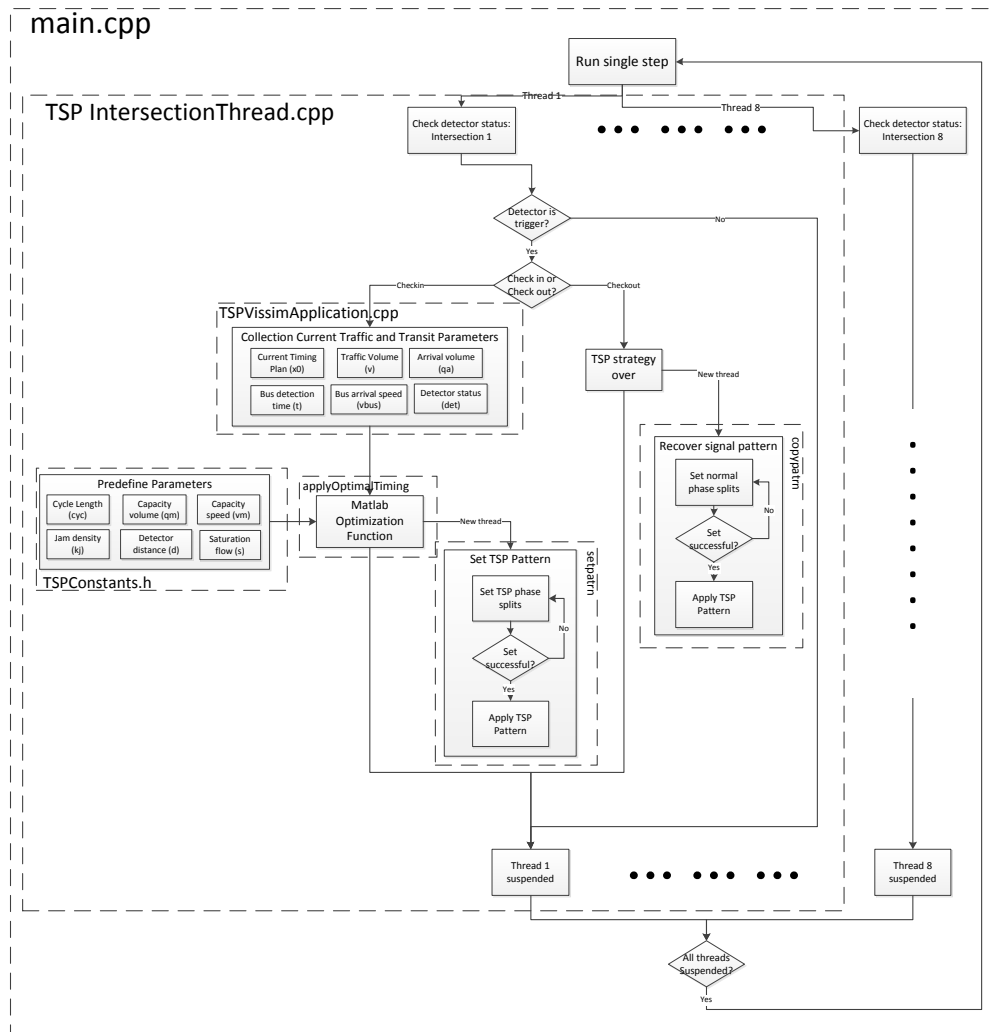 main.cpp
Run single step
Thread 1
Thread 8
TSP IntersectionThread.cpp
Check detector status:
Intersection 1
Check detector status:
Intersection 8
Detector is
trigger?
No
Yes
Check in or
Check out?
Checkin
Checkout
TSPVissimApplication.cpp
Collection Current Traffic and Transit Parameters
Current Timing
Plan (x0)
Traffic Volume
(v)
Arrival volume
(qa)
Bus detection
time (t)
Bus arrival speed
(vbus)
Detector status
(det)
TSP strategy
over
New thread
copypatrn
Recover signal pattern
Set normal
phase splits
No
Set
successful?
Yes
Apply TSP
Pattern
Predefine Parameters
Cycle Length
(cyc)
Capacity
volume (qm)
Capacity
speed (vm)
Jam density
(kj)
Detector
distance (d)
Saturation
flow (s)
TSPConstants.h
applyOptimalTiming
Matlab
Optimization
Function
New thread
setpatrn
Set TSP Pattern
Set TSP phase
splits
No
Set
successful?
Yes
Apply TSP
Pattern
Thread 1
suspended
Thread 8
suspended
All threads
Suspended?
Yes